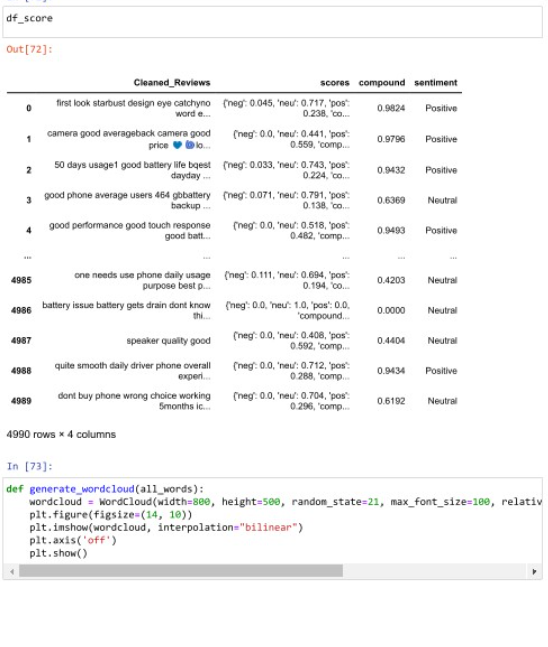 df_score
Out[72]:
Cleaned_Reviews scores compound sentiment
0 first look starbust design eye catchyno word e... {'neg': 0.045, 'neu': 0.717, 'pos': 0.238, 'co... 0.9824 Positive
1 camera good averageback camera good price 💙 lo... {'neg': 0.0, 'neu': 0.441, 'pos': 0.559, 'comp... 0.9796 Positive
2 50 days usage1 good battery life bqest dayday ... {'neg': 0.033, 'neu': 0.743, 'pos': 0.224, 'co... 0.9432 Positive
3 good phone average users 464 gbbattery backup ... {'neg': 0.071, 'neu': 0.791, 'pos': 0.138, 'co... 0.6369 Neutral
4 good performance good touch response good batt... {'neg': 0.0, 'neu': 0.518, 'pos': 0.482, 'comp... 0.9493 Positive
... ... ... ... ...
4985 one needs use phone daily usage purpose best p... {'neg': 0.111, 'neu': 0.694, 'pos': 0.194, 'co... 0.4203 Neutral
4986 battery issue battery gets drain dont know thi... {'neg': 0.0, 'neu': 1.0, 'pos': 0.0, 'compound... 0.0000 Neutral
4987 speaker quality good {'neg': 0.0, 'neu': 0.408, 'pos': 0.592, 'comp... 0.4404 Neutral
4988 quite smooth daily driver phone overall experi... {'neg': 0.0, 'neu': 0.712, 'pos': 0.288, 'comp... 0.9434 Positive
4989 dont buy phone wrong choice working 5months ic... {'neg': 0.0, 'neu': 0.704, 'pos': 0.296, 'comp... 0.6192 Neutral
4990 rows × 4 columns
In [73]:
def generate_wordcloud(all_words):
wordcloud = WordCloud(width=800, height=500, random_state=21, max_font_size=100, relativ
plt.figure(figsize=(14, 10))
plt.imshow(wordcloud, interpolation="bilinear")
plt.axis('off')
plt.show()